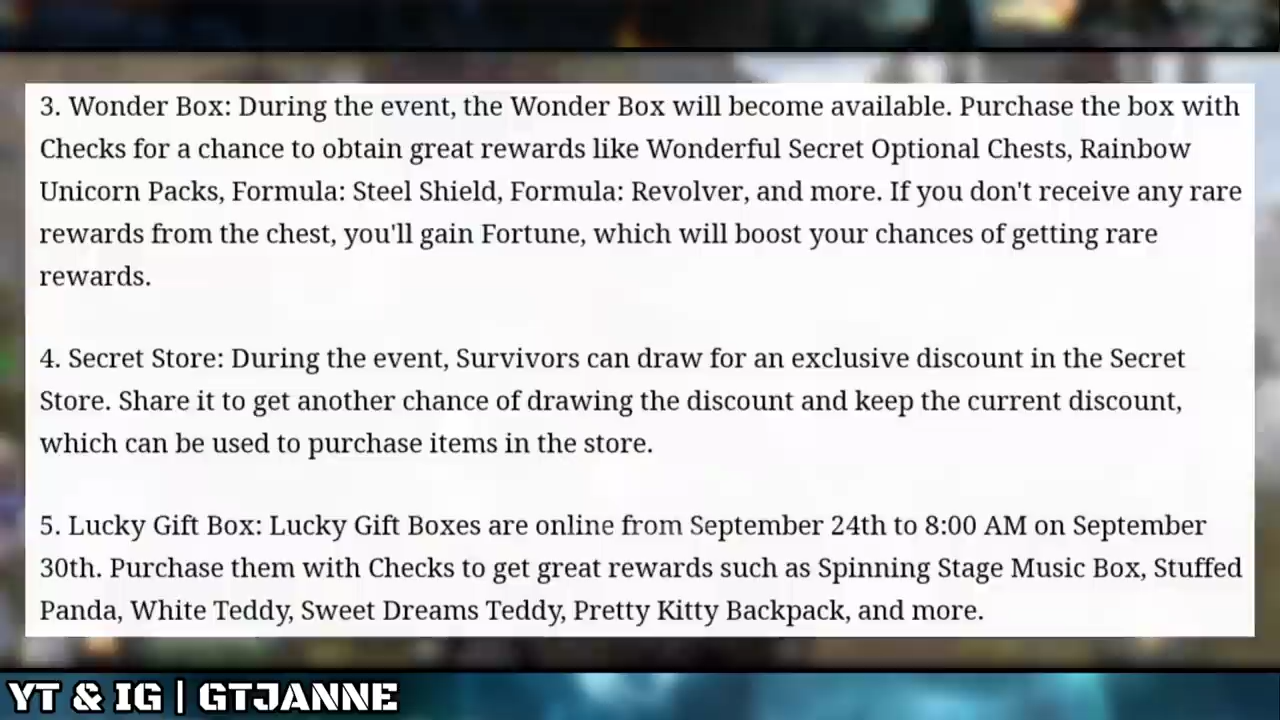 3. Wonder Box: During the event, the Wonder Box will become available. Purchase the box with
Checks for a chance to obtain great rewards like Wonderful Secret Optional Chests, Rainbow
Unicorn Packs, Formula: Steel Shield, Formula: Revolver, and more. If you don't receive any rare
rewards from the chest, you'll gain Fortune, which will boost your chances of getting rare
rewards.
4. Secret Store: During the event, Survivors can draw for an exclusive discount in the Secret
Store. Share it to get another chance of drawing the discount and keep the current discount,
which can be used to purchase items in the store.
5. Lucky Gift Box: Lucky Gift Boxes are online from September 24th to 8:00 AM on September
30th. Purchase them with Checks to get great rewards such as Spinning Stage Music Box, Stuffed
Panda, White Teddy, Sweet Dreams Teddy, Pretty Kitty Backpack, and more.
YT & IG | GTJANNE